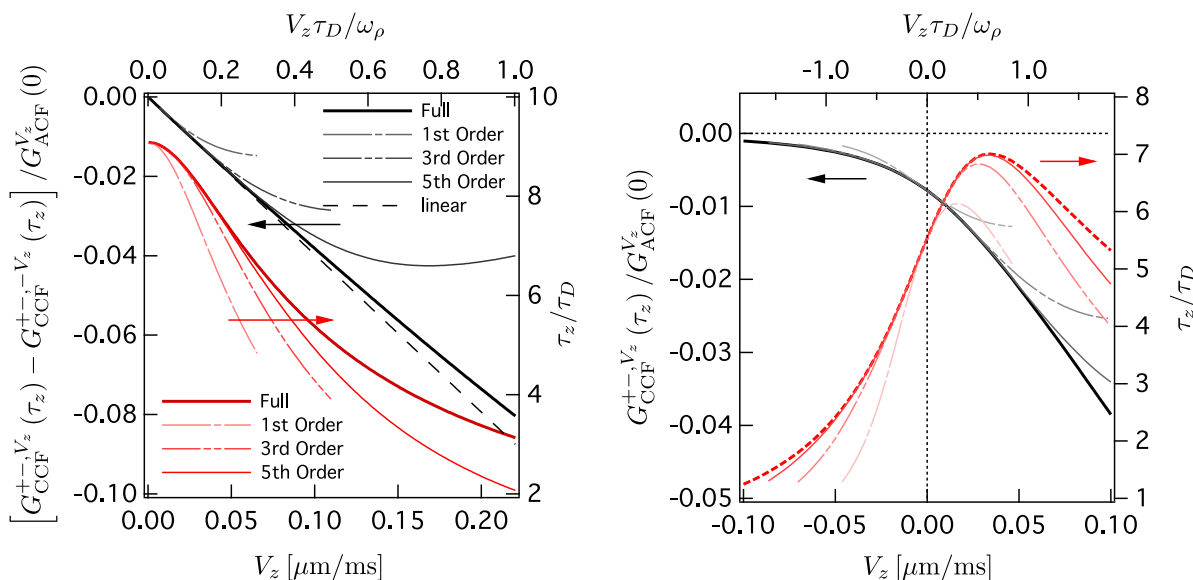 V_z τ_D / ω_ρ
0.0 0.2 0.4 0.6 0.8 1.0
[G_CCF^{+−,V_z} (τ_z) − G_CCF^{+−,−V_z} (τ_z)] / G_ACF^{V_z} (0)
0.00
-0.02
-0.04
-0.06
-0.08
-0.10
Full
1st Order
3rd Order
5th Order
linear
Full
1st Order
3rd Order
5th Order
10
8
6
4
2
τ_z/τ_D
0.00 0.05 0.10 0.15 0.20
V_z [μm/ms]
V_z τ_D / ω_ρ
-1.0 0.0 1.0
G_CCF^{+−,V_z} (τ_z) / G_ACF^{V_z} (0)
0.00
-0.01
-0.02
-0.03
-0.04
-0.05
8
7
6
5
4
3
2
1
τ_z/τ_D
-0.10 -0.05 0.00 0.05 0.10
V_z [μm/ms]